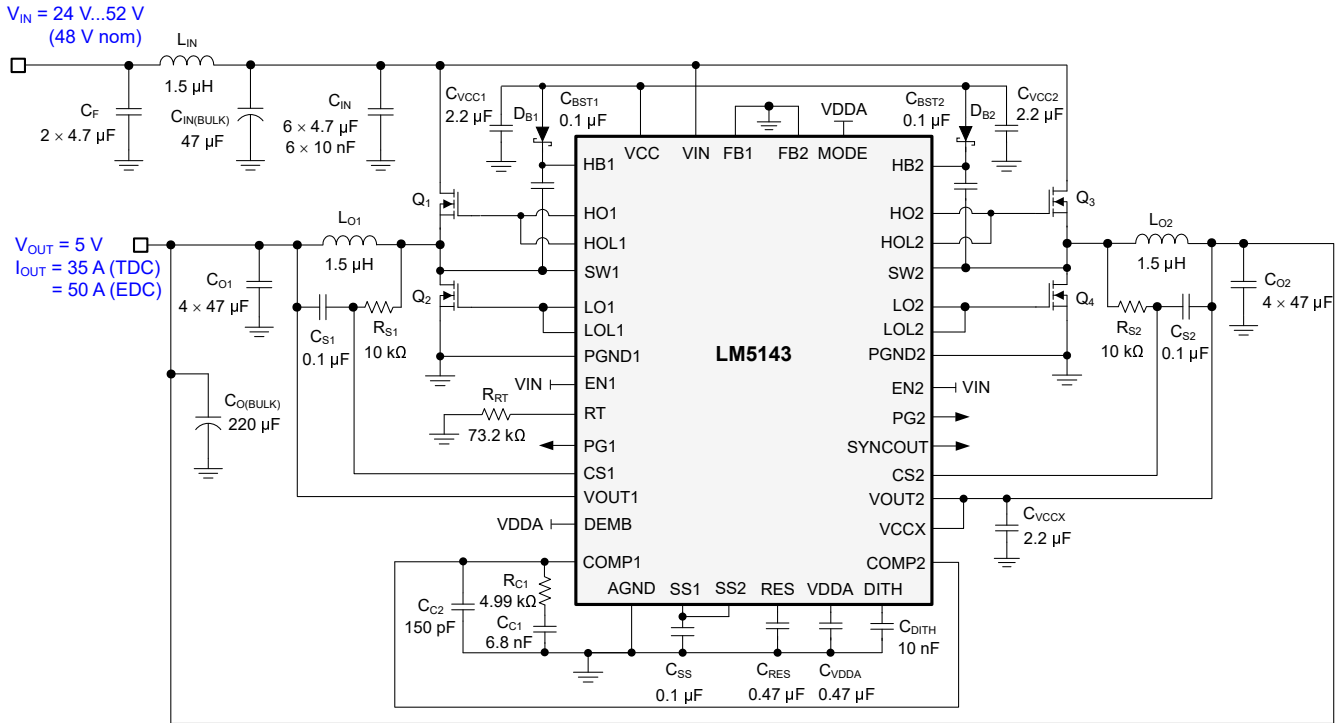 V_IN = 24 V...52 V
(48 V nom)
L_IN
1.5 µH
C_F
2 × 4.7 µF
C_IN(BULK)
47 µF
C_IN
6 × 4.7 µF
6 × 10 nF
C_VCC1
2.2 µF
D_B1
C_BST1
0.1 µF
C_BST2
0.1 µF
D_B2
C_VCC2
2.2 µF
VDDA
VCC
VIN
FB1
FB2
MODE
HB1
HO1
HOL1
SW1
LO1
LOL1
PGND1
EN1
RT
PG1
CS1
VOUT1
DEMB
COMP1
HB2
HO2
HOL2
SW2
LO2
LOL2
PGND2
EN2
PG2
SYNCOUT
CS2
VOUT2
VCCX
COMP2
AGND
SS1
SS2
RES
VDDA
DITH
LM5143
Q_1
Q_2
Q_3
Q_4
V_OUT = 5 V
I_OUT = 35 A (TDC)
= 50 A (EDC)
L_O1
1.5 µH
C_O1
4 × 47 µF
C_S1
0.1 µF
R_S1
10 kΩ
C_O(BULK)
220 µF
VIN
R_RT
73.2 kΩ
VDDA
L_O2
1.5 µH
R_S2
10 kΩ
C_S2
0.1 µF
C_O2
4 × 47 µF
VIN
C_VCCX
2.2 µF
R_C1
4.99 kΩ
C_C2
150 pF
C_C1
6.8 nF
C_SS
0.1 µF
C_RES
0.47 µF
C_VDDA
0.47 µF
C_DITH
10 nF